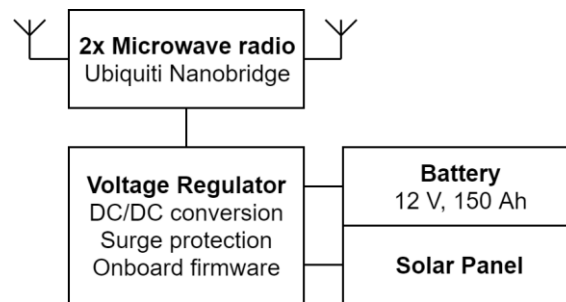 2x Microwave radio
Ubiquiti Nanobridge
Voltage Regulator
DC/DC conversion
Surge protection
Onboard firmware
Battery
12 V, 150 Ah
Solar Panel